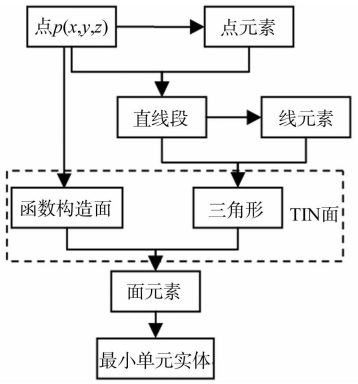 点p(x,y,z)
点元素
直线段
线元素
函数构造面
三角形
TIN面
面元素
最小单元实体